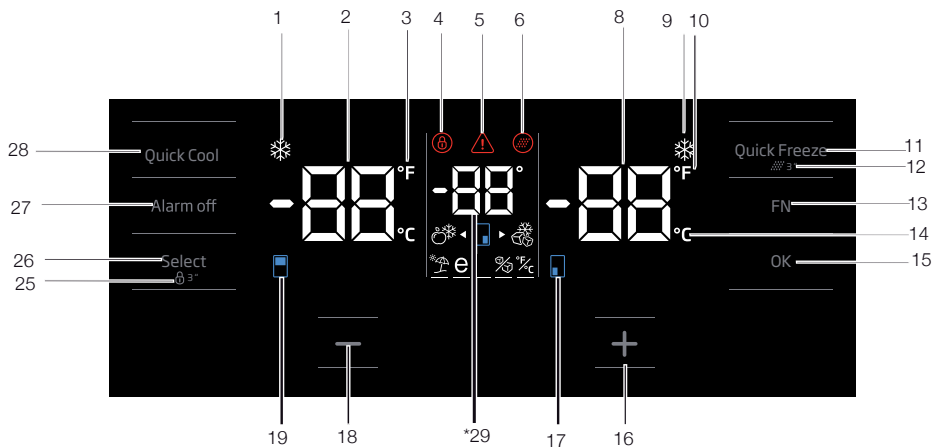 1 2 3 4 5 6 8 9 10
28 Quick Cool Quick Freeze 11
3" 12
-88 °F -88 ° -88 °F
27 Alarm off FN 13
°C °C 14
26 Select OK 15
25 3"
e °F/°C
19 18 *29 17 16